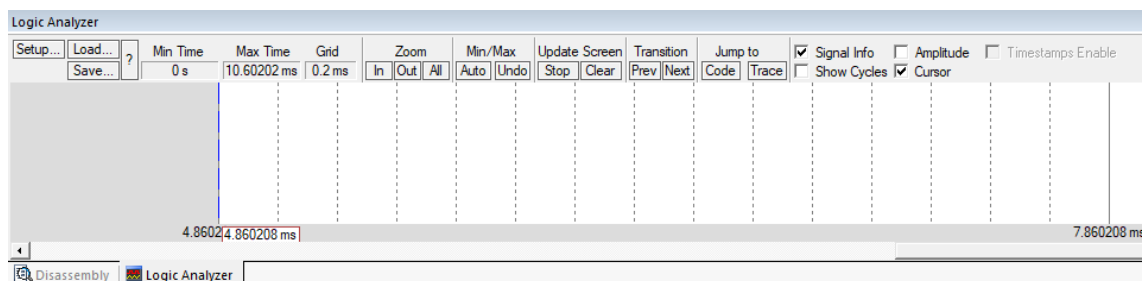 Logic Analyzer
Setup... Load... ? Min Time Max Time Grid Zoom Min/Max Update Screen Transition Jump to Signal Info Amplitude Timestamps Enable
Save... 0 s 10.60202 ms 0.2 ms In Out All Auto Undo Stop Clear Prev Next Code Trace Show Cycles Cursor
4.8602 4.860208 ms 7.860208 ms
Disassembly Logic Analyzer